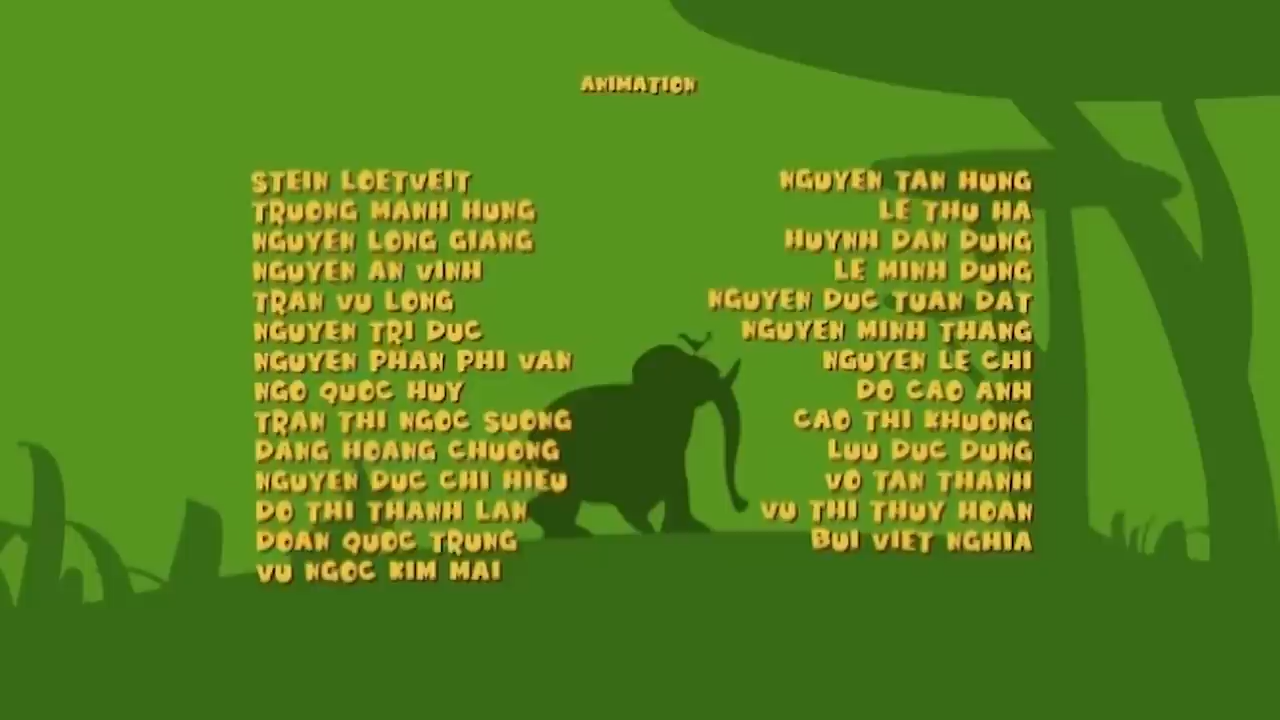 ANIMATION
STEIN LOETVEIT
TRUONG MANH HUNG
NGUYEN LONG GIANG
NGUYEN AN VINH
TRAN VU LONG
NGUYEN TRI DUC
NGUYEN PHAN PHI VAN
NGO QUOC HUY
TRAN THI NGOC SUONG
DANG HOANG CHUONG
NGUYEN DUC CHI HIEU
DO THI THANH LAN
DOAN QUOC TRUNG
VU NGOC KIM MAI
NGUYEN TAN HUNG
LE THU HA
HUYNH DAN DUNG
LE MINH DUNG
NGUYEN DUC TUAN DAT
NGUYEN MINH THANG
NGUYEN LE CHI
DO CAO ANH
CAO THI KHUONG
LUU DUC DUNG
VO TAN THANH
VU THI THUY HOAN
BUI VIET NGHIA